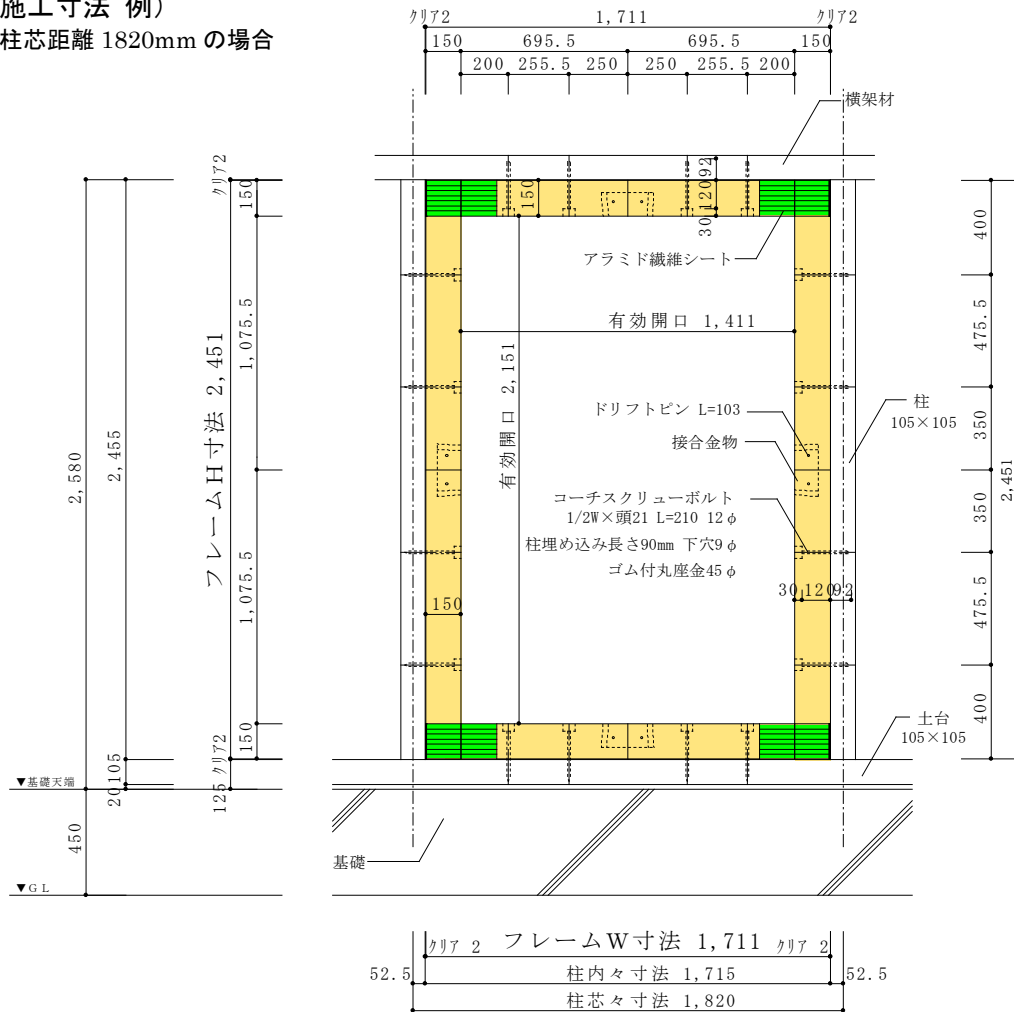 施工寸法 例）
柱芯距離 1820mm の場合
クリア2
1,711
クリア2
150
695.5
695.5
150
200
255.5
250
250
255.5
200
横架材
クリア2
150
150
30
120
92
アラミド繊維シート
有効開口 1,411
有効開口 2,151
1,075.5
フレームH寸法 2,451
2,455
2,580
1,075.5
150
クリア2
125
105
20
▼基礎天端
450
▼GL
ドリフトピン L=103
接合金物
コーチスクリューボルト
1/2W×頭21 L=210 12φ
柱埋め込み長さ90mm 下穴9φ
ゴム付丸座金45φ
150
30
120
92
柱
105×105
400
475.5
350
350
475.5
400
2,451
土台
105×105
基礎
クリア 2
フレームW寸法 1,711
クリア 2
52.5
柱内々寸法 1,715
52.5
柱芯々寸法 1,820